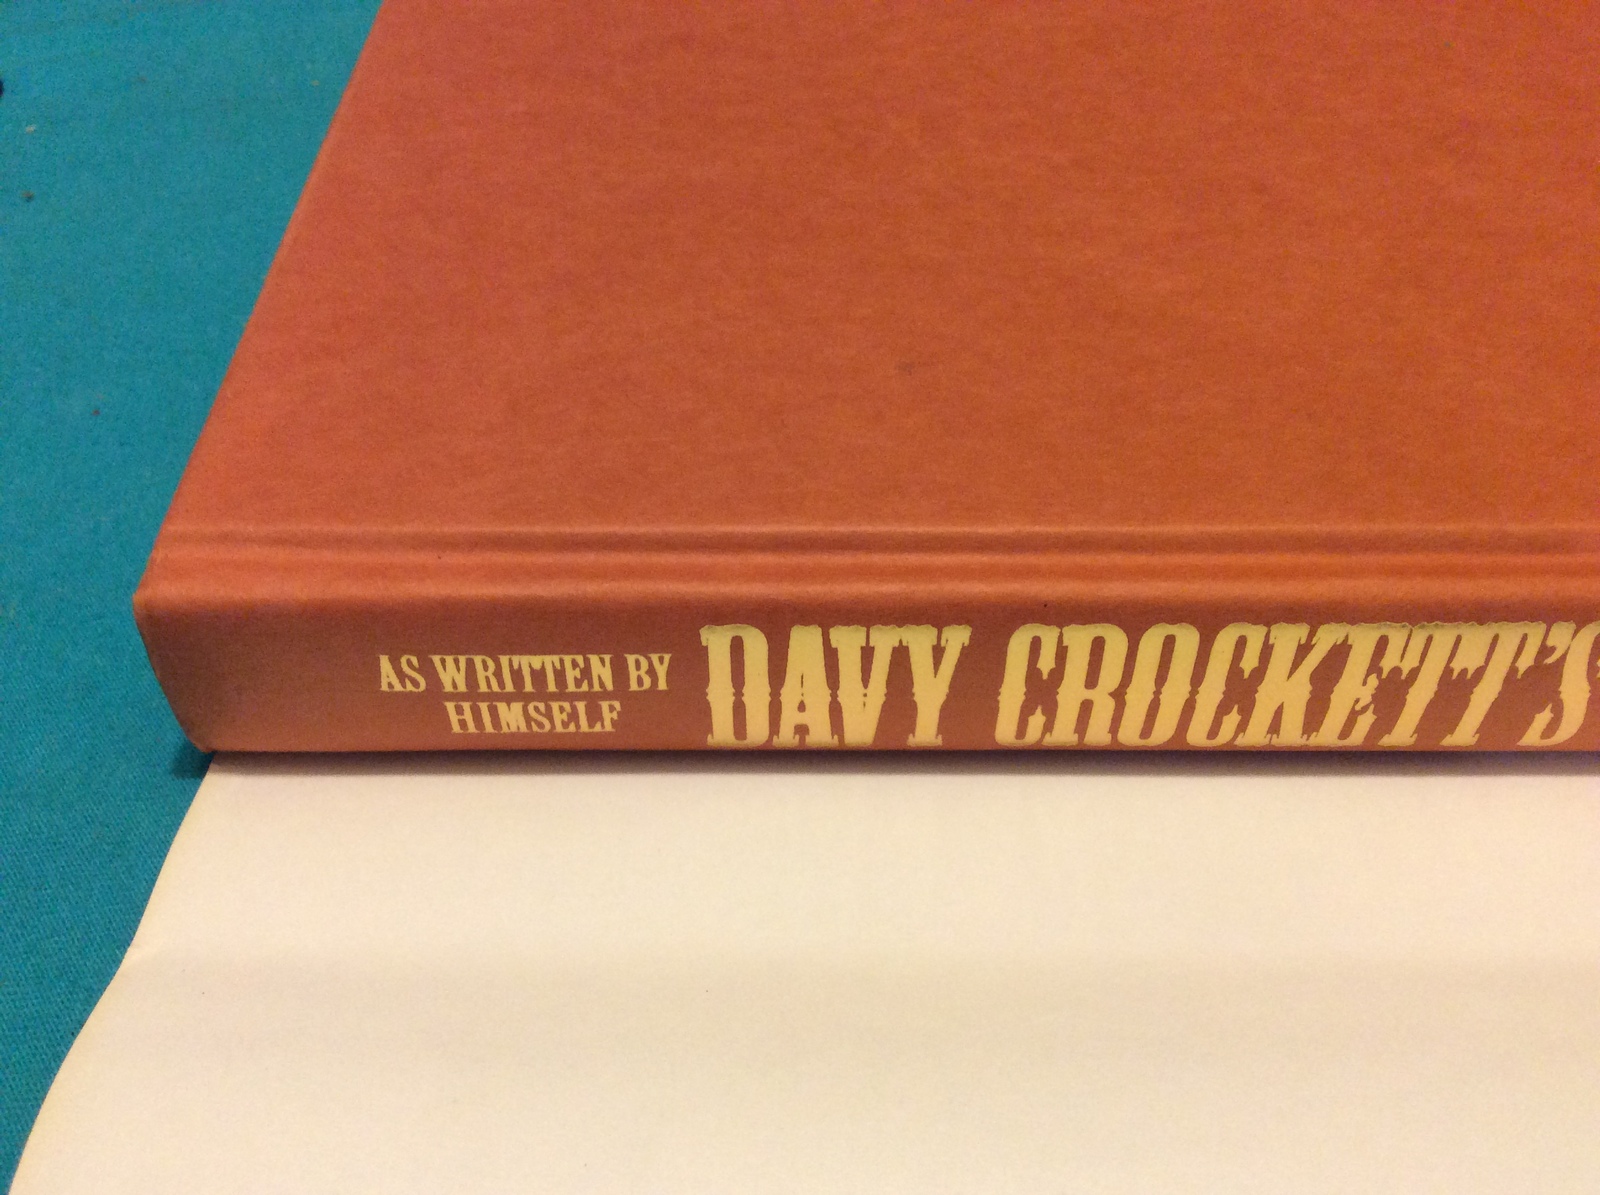 AS WRITTEN BY
HIMSELF
DAVY CROCKETT'S